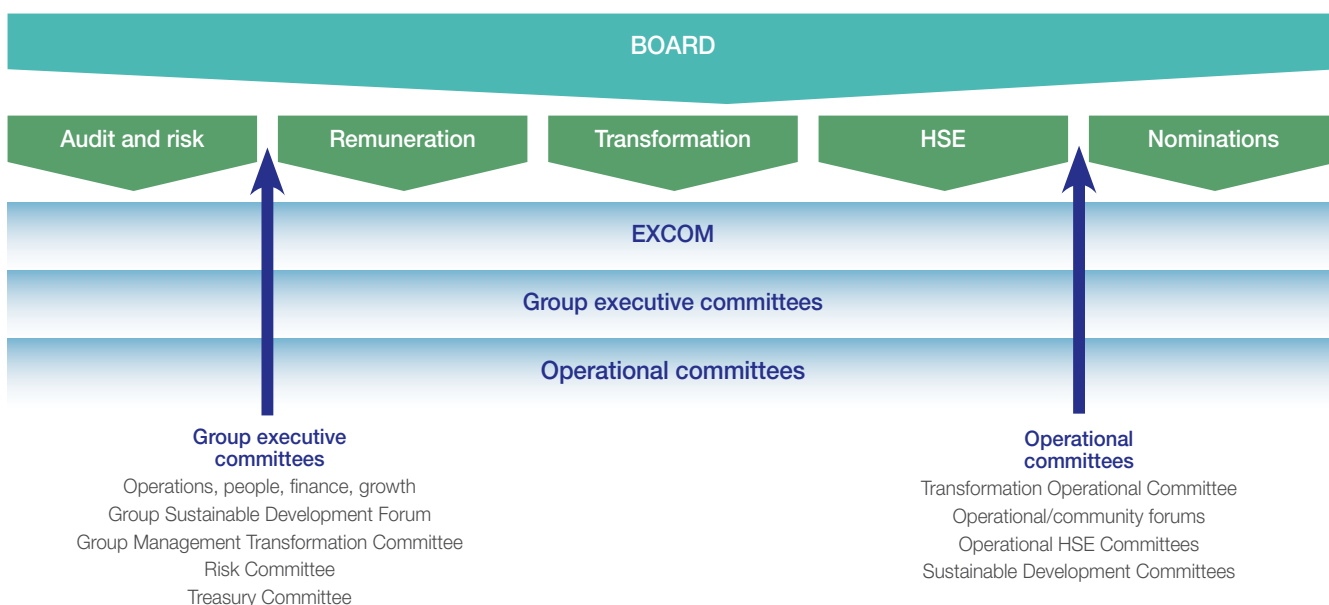 BOARD
Audit and risk
Remuneration
Transformation
HSE
Nominations
EXCOM
Group executive committees
Operational committees
Group executive
committees
Operations, people, finance, growth
Group Sustainable Development Forum
Group Management Transformation Committee
Risk Committee
Treasury Committee
Operational
committees
Transformation Operational Committee
Operational/community forums
Operational HSE Committees
Sustainable Development Committees